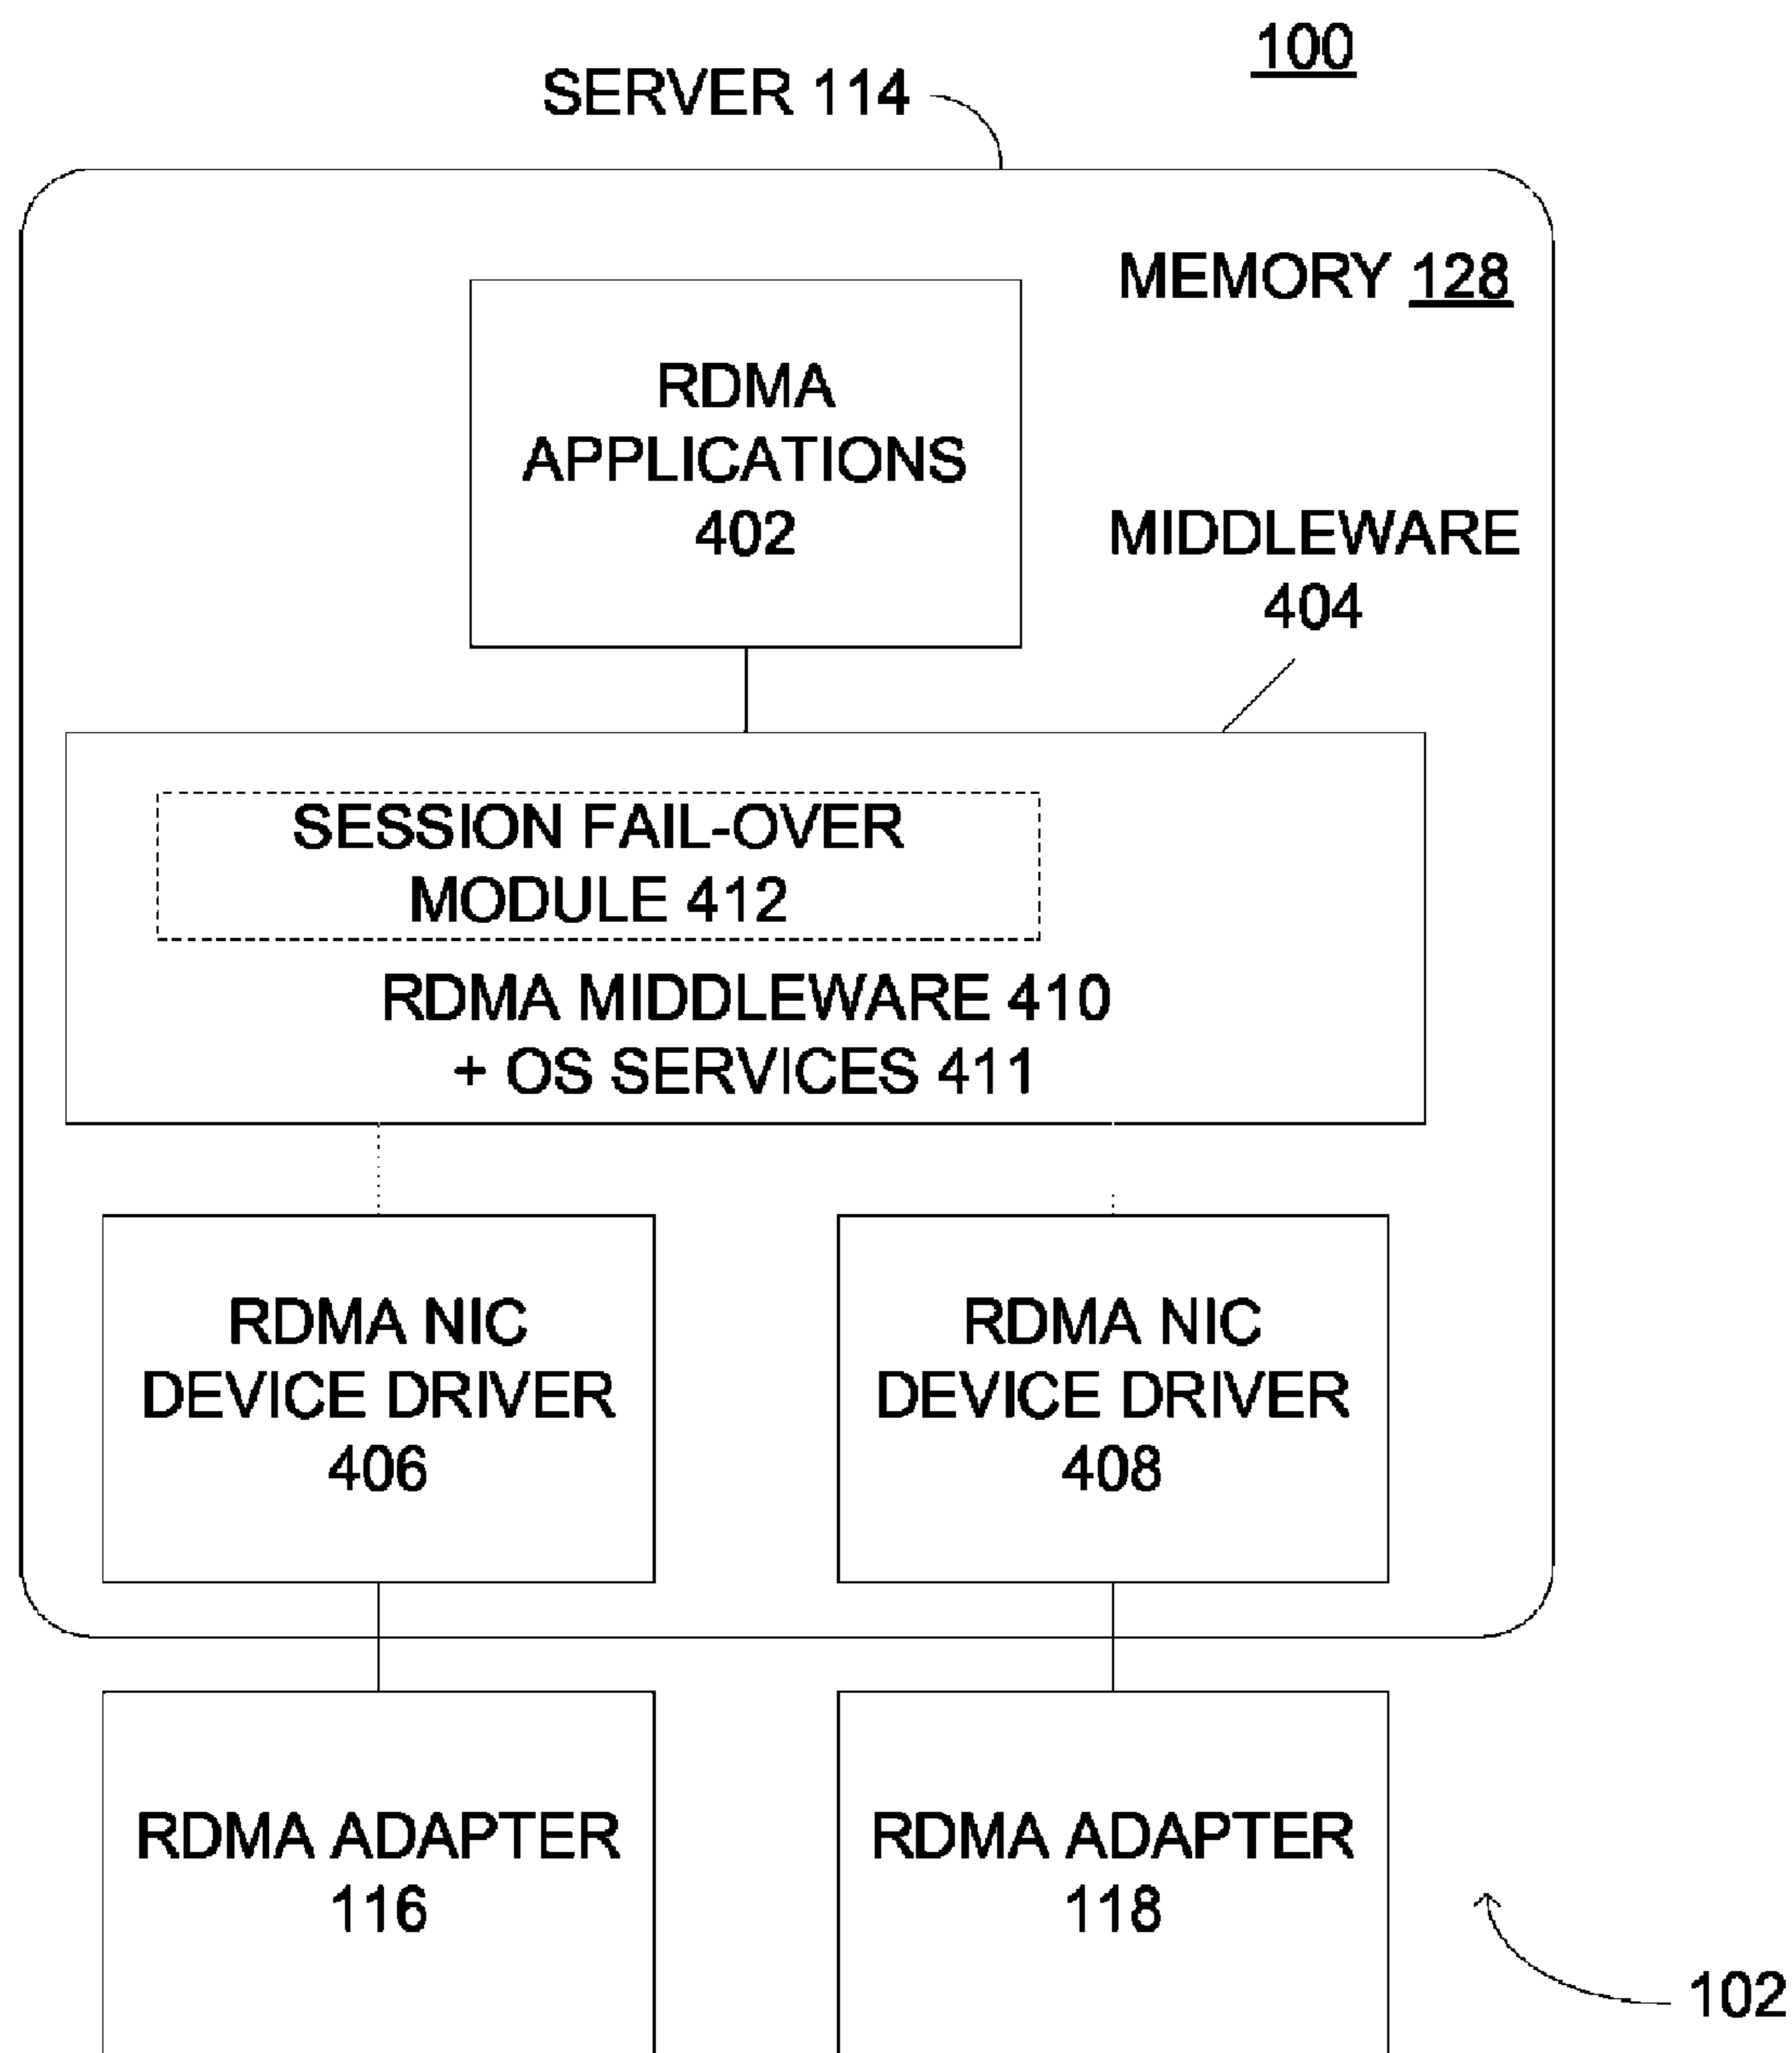 100
SERVER 114
MEMORY 128
RDMA
APPLICATIONS
402
MIDDLEWARE
404
SESSION FAIL-OVER
MODULE 412
RDMA MIDDLEWARE 410
+ OS SERVICES 411
RDMA NIC
DEVICE DRIVER
406
RDMA NIC
DEVICE DRIVER
408
RDMA ADAPTER
116
RDMA ADAPTER
118
102